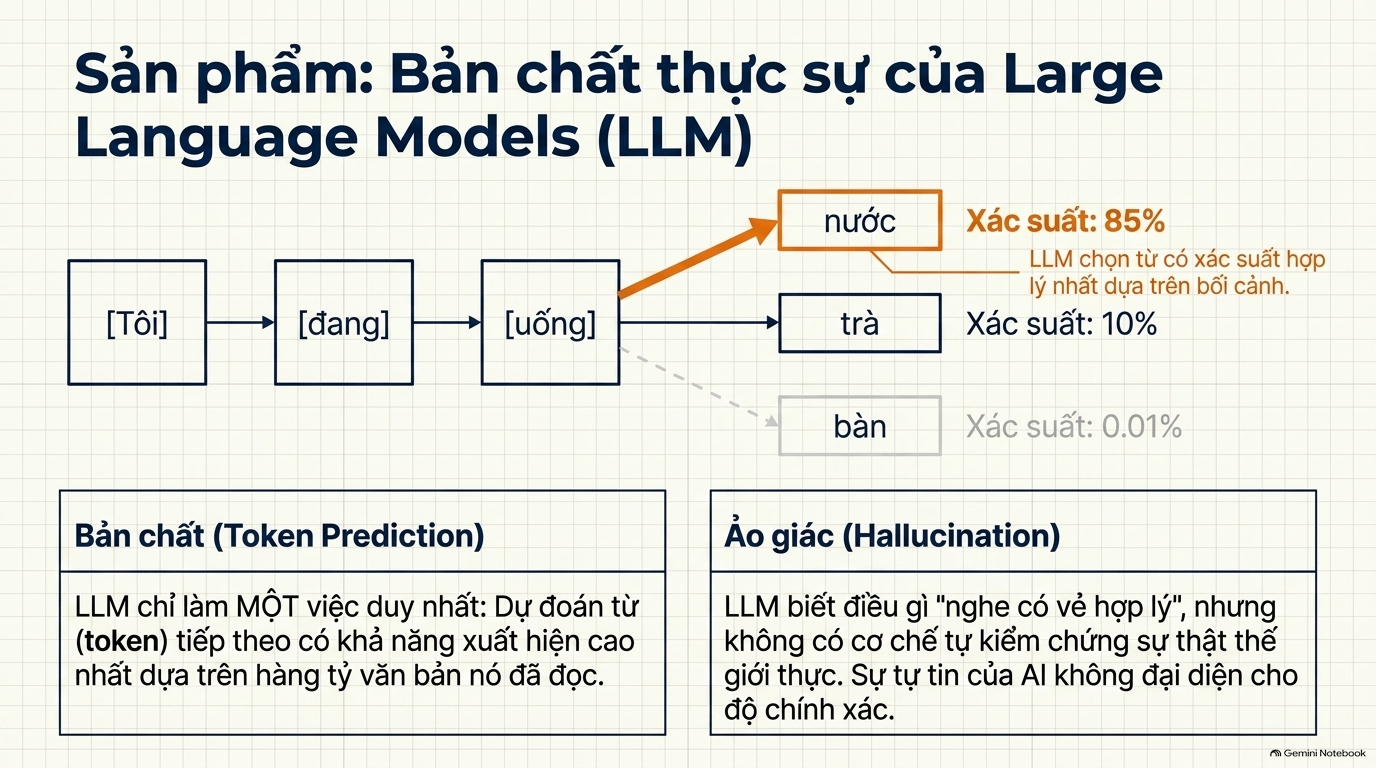 Sản phẩm: Bản chất thực sự của Large
Language Models (LLM)
[Tôi]
[đang]
[uống]
nước
Xác suất: 85%
LLM chọn từ có xác suất hợp
lý nhất dựa trên bối cảnh.
trà
Xác suất: 10%
bàn
Xác suất: 0.01%
Bản chất (Token Prediction)
LLM chỉ làm MỘT việc duy nhất: Dự đoán từ
(token) tiếp theo có khả năng xuất hiện cao
nhất dựa trên hàng tỷ văn bản nó đã đọc.
Ảo giác (Hallucination)
LLM biết điều gì "nghe có vẻ hợp lý", nhưng
không có cơ chế tự kiểm chứng sự thật thế
giới thực. Sự tự tin của AI không đại diện cho
độ chính xác.
Gemini Notebook